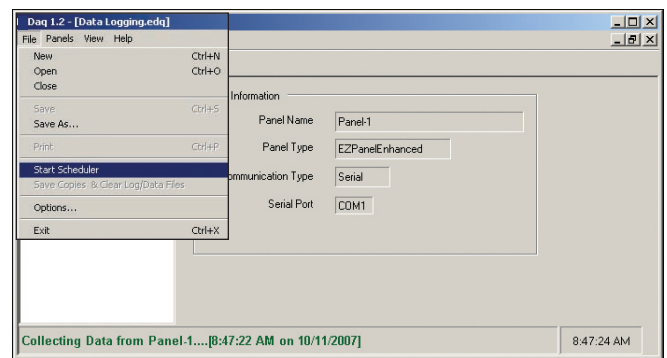 Daq 1.2 - [Data Logging.edq]
File Panels View Help
New Ctrl+N
Open Ctrl+O
Close
Save Ctrl+S
Save As...
Print Ctrl+P
Start Scheduler
Save Copies & Clear Log/Data Files
Options...
Exit Ctrl+X
Information
Panel Name Panel-1
Panel Type EZPanelEnhanced
ommunication Type Serial
Serial Port COM1
Collecting Data from Panel-1....[8:47:22 AM on 10/11/2007]
8:47:24 AM